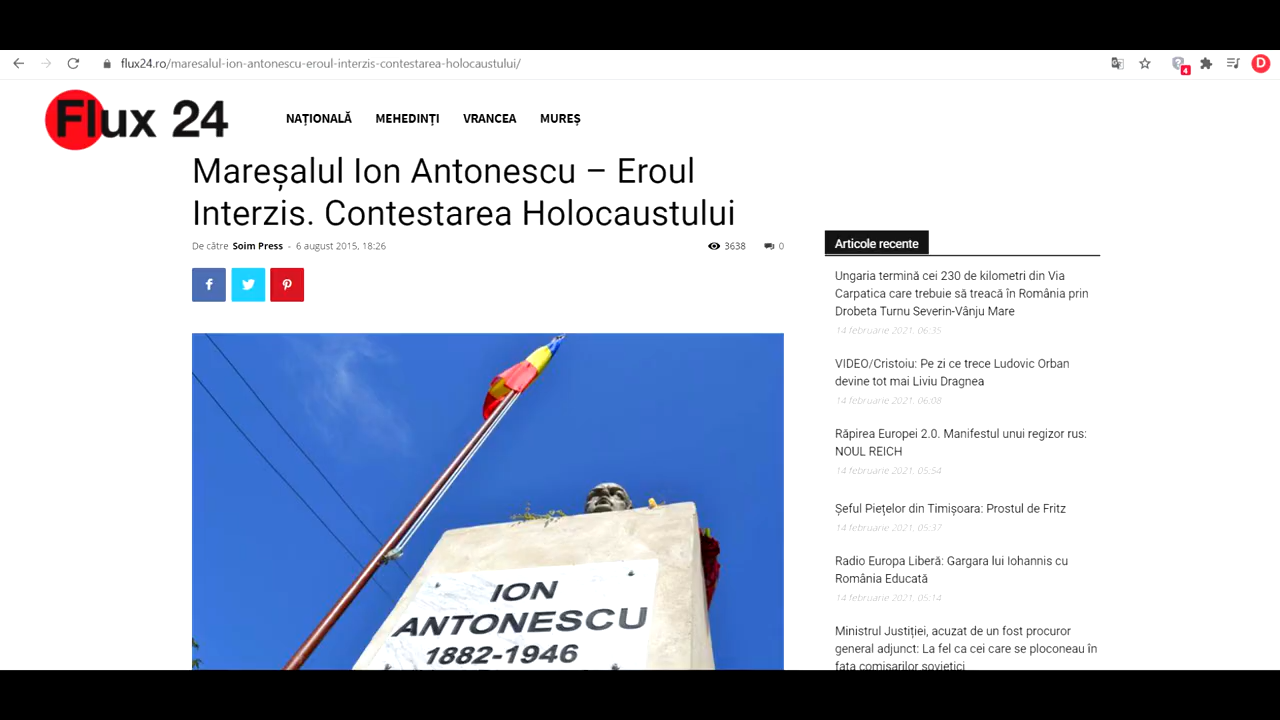 flux24.ro/maresalul-ion-antonescu-eroul-interzis-contestarea-holocaustului/
4
D
Flux 24
NAȚIONALĂ MEHEDINȚI VRANCEA MUREȘ
Mareșalul Ion Antonescu – Eroul
Interzis. Contestarea Holocaustului
De către Soim Press - 6 august 2015, 18:26 3638 0
ION
ANTONESCU
1882-1946
Articole recente
Ungaria termină cei 230 de kilometri din Via
Carpatica care trebuie să treacă în România prin
Drobeta Turnu Severin-Vânju Mare
14 februarie 2021, 06:35
VIDEO/Cristoiu: Pe zi ce trece Ludovic Orban
devine tot mai Liviu Dragnea
14 februarie 2021, 06:08
Răpirea Europei 2.0. Manifestul unui regizor rus:
NOUL REICH
14 februarie 2021, 05:54
Șeful Piețelor din Timișoara: Prostul de Fritz
14 februarie 2021, 05:37
Radio Europa Liberă: Gargara lui Iohannis cu
România Educată
14 februarie 2021, 05:14
Ministrul Justiției, acuzat de un fost procuror
general adjunct: La fel ca cei care se ploconeau în
fața comisarilor sovietici